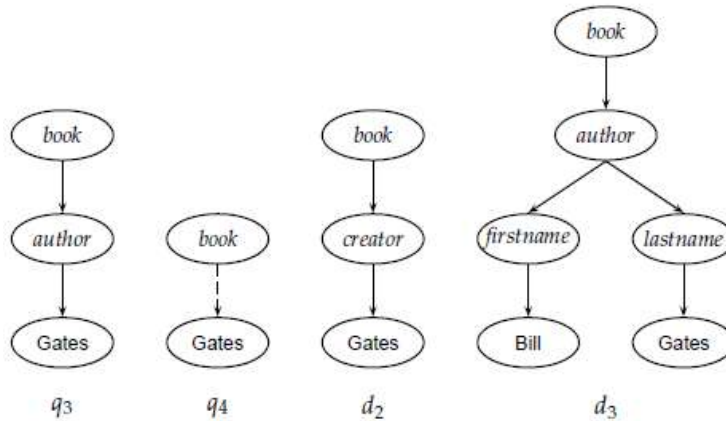 book
book book author
author book creator firstname lastname
Gates Gates Gates Bill Gates
q3 q4 d2 d3